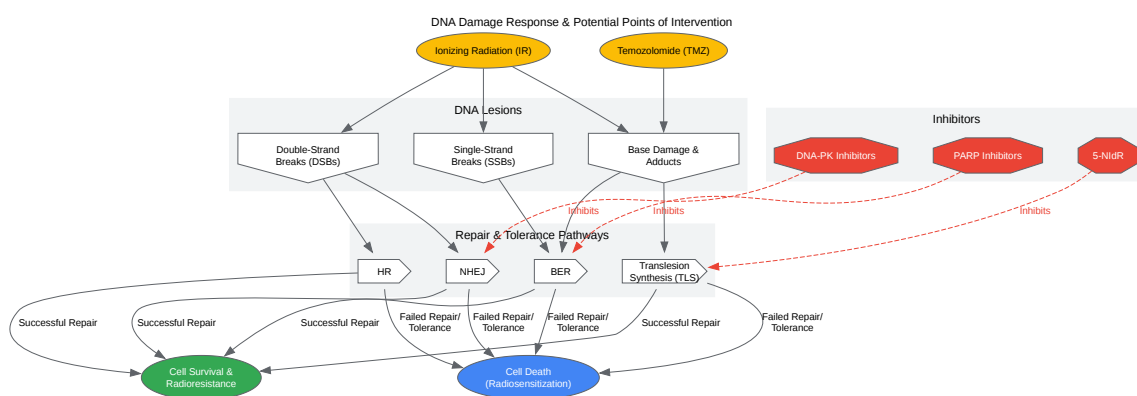 DNA Damage Response & Potential Points of Intervention
Ionizing Radiation (IR)
Temozolomide (TMZ)
DNA Lesions
Inhibitors
Double-Strand
Breaks (DSBs)
Single-Strand
Breaks (SSBs)
Base Damage &
Adducts
DNA-PK Inhibitors
PARP Inhibitors
5-NIdR
Inhibits
Inhibits
Inhibits
Repair & Tolerance Pathways
HR
NHEJ
BER
Translesion
Synthesis (TLS)
Successful Repair
Successful Repair
Successful Repair
Failed Repair/
Tolerance
Failed Repair/
Tolerance
Failed Repair/
Tolerance
Successful Repair
Failed Repair/
Tolerance
Cell Survival &
Radioresistance
Cell Death
(Radiosensitization)